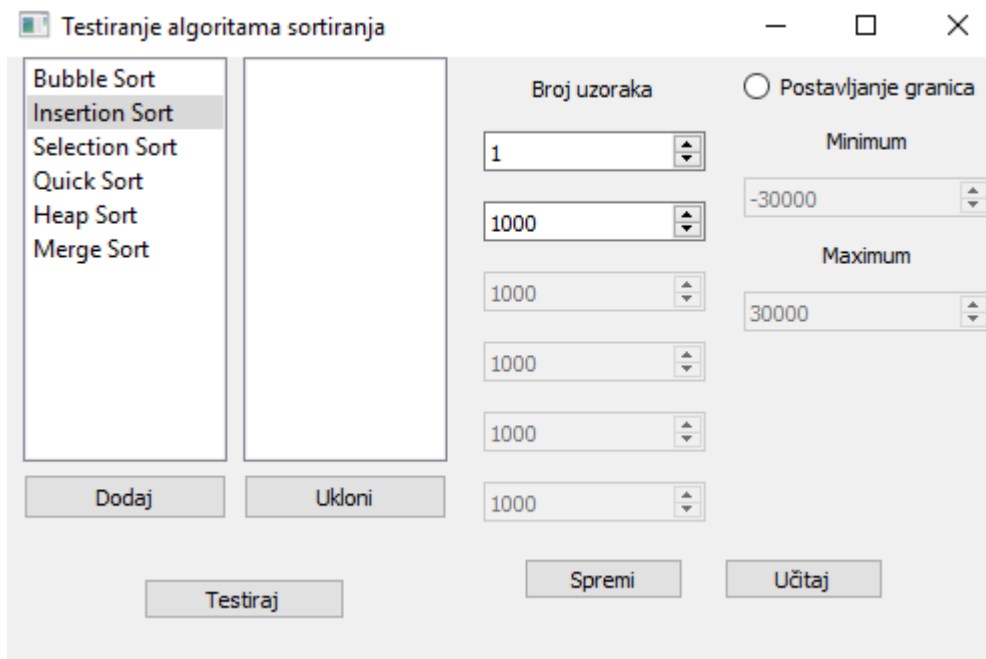 Testiranje algoritama sortiranja
Bubble Sort
Insertion Sort
Selection Sort
Quick Sort
Heap Sort
Merge Sort
Dodaj
Ukloni
Testiraj
Broj uzoraka
1
1000
1000
1000
1000
1000
Spremi
Učitaj
Postavljanje granica
Minimum
-30000
Maximum
30000